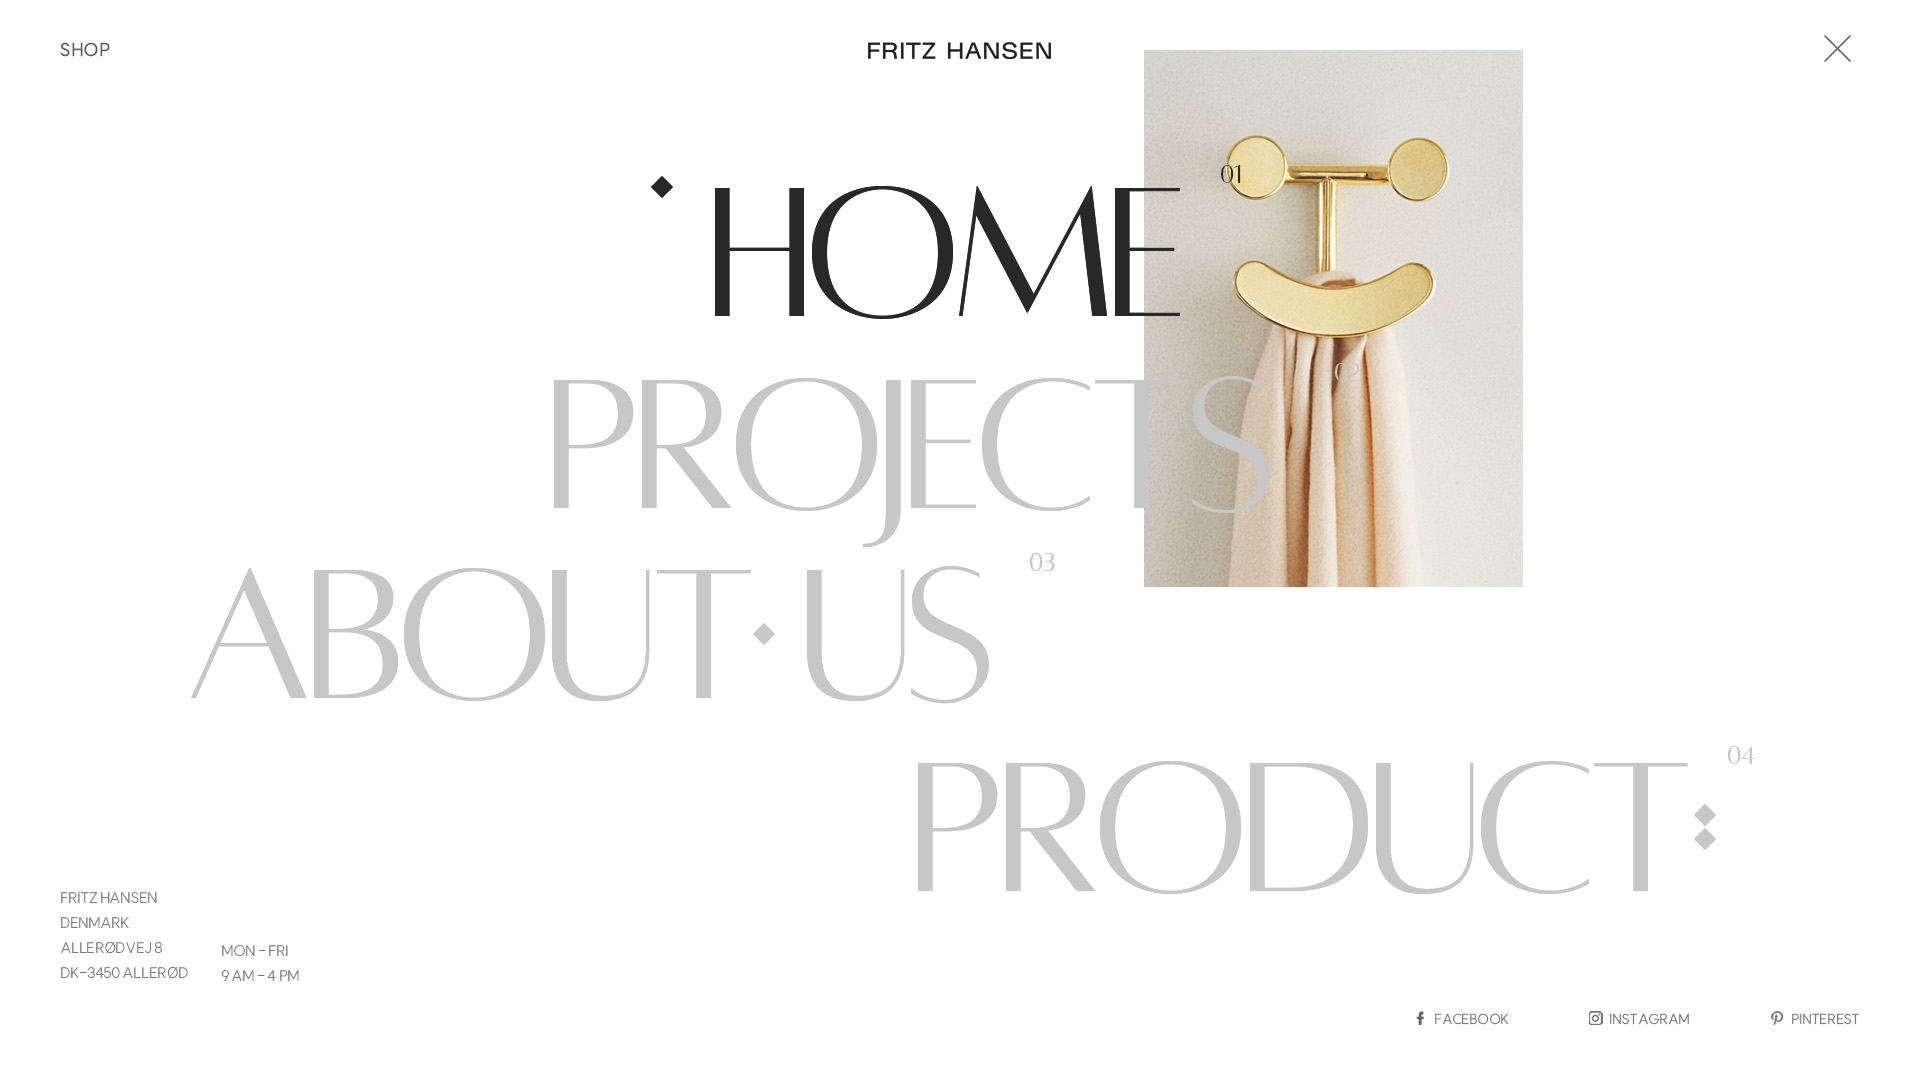 SHOP
FRITZ HANSEN
01
HOME
02
PROJECTS
03
ABOUT US
04
PRODUCT
FRITZ HANSEN
DENMARK
ALLERØDVEJ 8
DK-3450 ALLERØD
MON - FRI
9 AM - 4 PM
FACEBOOK
INSTAGRAM
PINTEREST